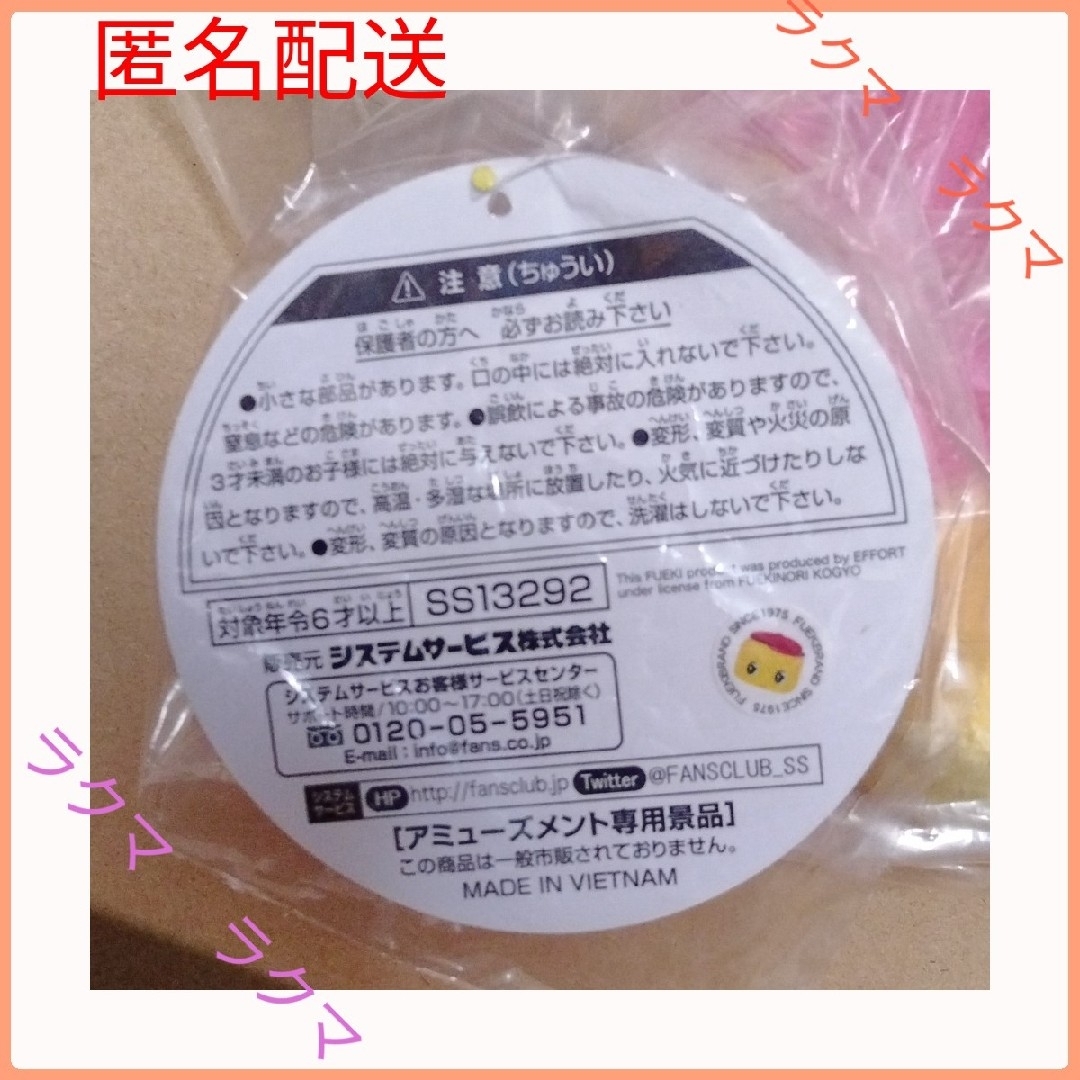 匿名配送
ラクマ
ラクマ
注意(ちゅうい)
保護者の方へ 必ずお読み下さい
●小さな部品があります。口の中には絶対に入れないで下さい。
窒息などの危険があります。●誤飲による事故の危険がありますので、
3才未満のお子様には絶対に与えないで下さい。●変形、変質や火災の原
因となりますので、高温・多湿な場所に放置したり、火気に近づけたりしな
いで下さい。●変形、変質の原因となりますので、洗濯はしないで下さい。
対象年令6才以上 SS13292
This FUEKI product was produced by EFFORT
under license from FUEKINORI KOGYO
FUEKIBRAND SINCE1975 FUEKIBRAND SINCE1975
販売元 システムサービス株式会社
システムサービスお客様サービスセンター
サポート時間/10:00〜17:00(土日祝除く)
0120-05-5951
E-mail:info@fans.co.jp
システムサービス HP http://fansclub.jp Twitter @FANSCLUB_SS
[アミューズメント専用景品]
この商品は一般市販されておりません。
MADE IN VIETNAM
ラクマ
ラクマ